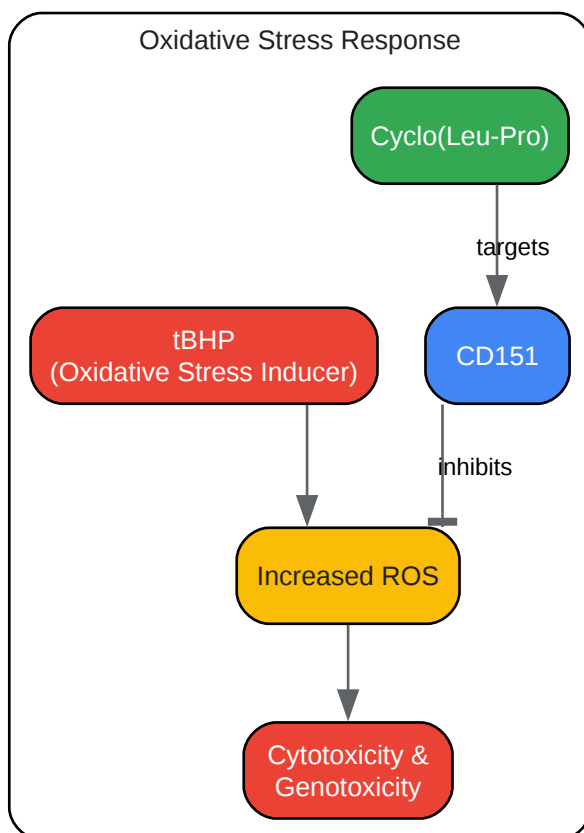 Oxidative Stress Response
Cyclo(Leu-Pro)
targets
tBHP
(Oxidative Stress Inducer)
CD151
inhibits
Increased ROS
Cytotoxicity &
Genotoxicity